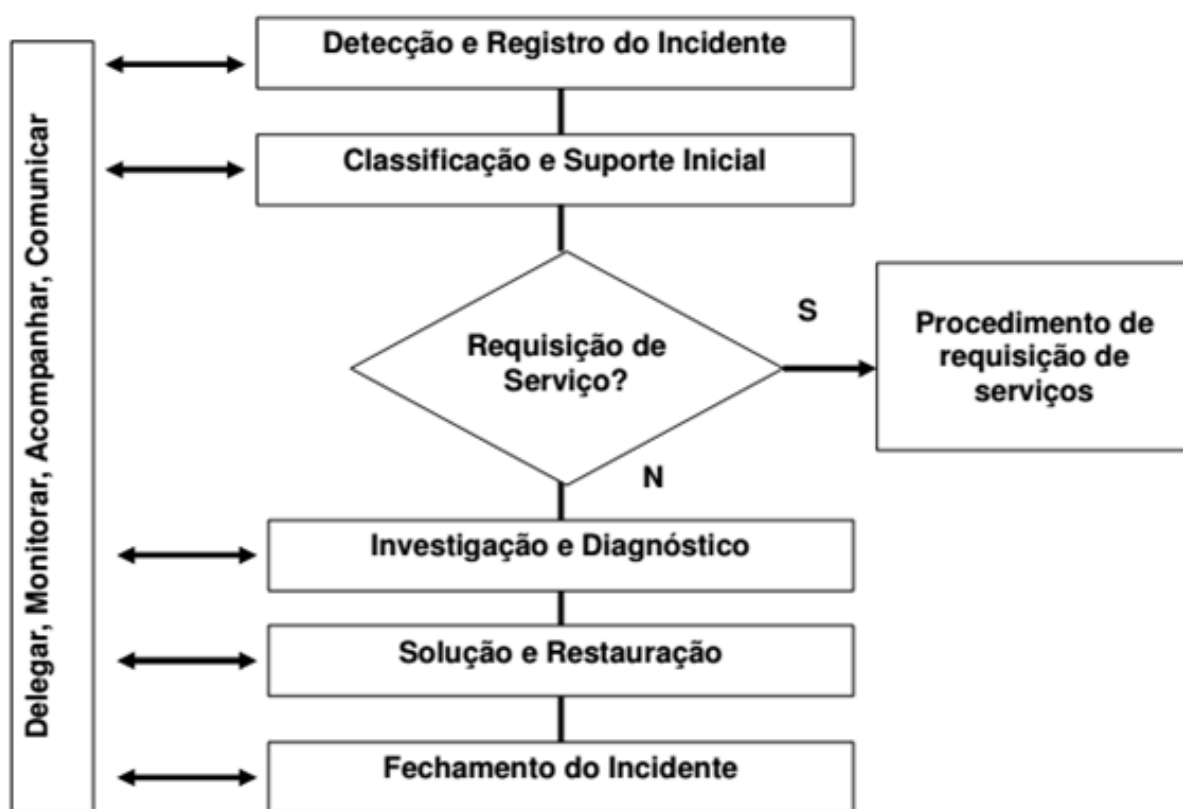 Detecção e Registro do Incidente
Delegar, Monitorar, Acompanhar, Comunicar
Classificação e Suporte Inicial
Requisição de
Serviço?
S
Procedimento de
requisição de
serviços
N
Investigação e Diagnóstico
Solução e Restauração
Fechamento do Incidente